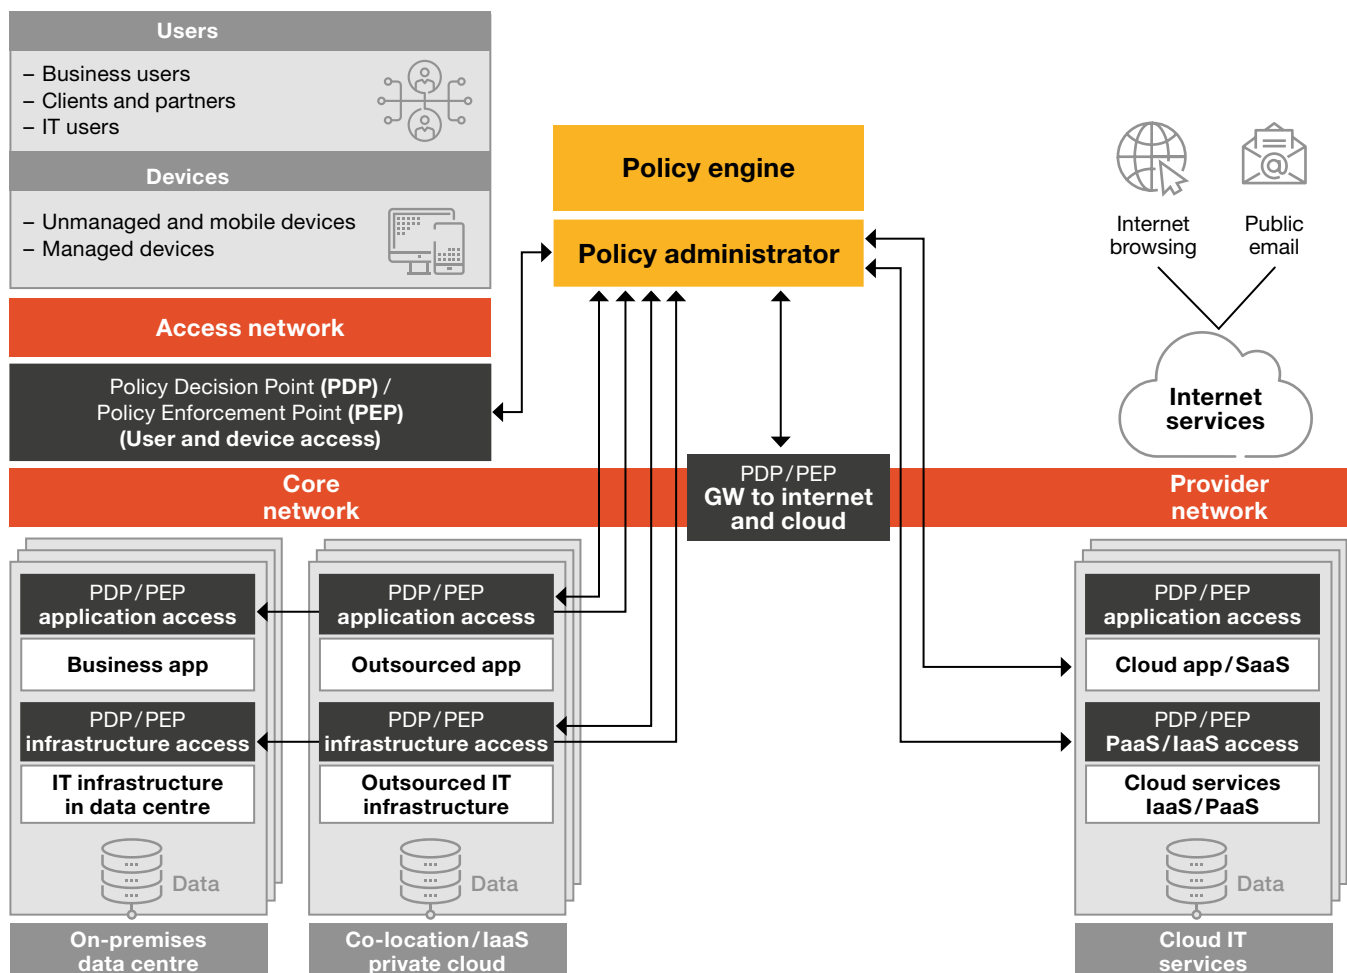 Users
– Business users
– Clients and partners
– IT users
Devices
– Unmanaged and mobile devices
– Managed devices
Access network
Policy Decision Point (PDP) /
Policy Enforcement Point (PEP)
(User and device access)
Policy engine
Policy administrator
Internet
browsing
Public
email
Internet
services
Core
network
PDP/PEP
GW to internet
and cloud
Provider
network
PDP/PEP
application access
Business app
PDP/PEP
infrastructure access
IT infrastructure
in data centre
Data
On-premises
data centre
PDP/PEP
application access
Outsourced app
PDP/PEP
infrastructure access
Outsourced IT
infrastructure
Data
Co-location/IaaS
private cloud
PDP/PEP
application access
Cloud app/SaaS
PDP/PEP
PaaS/IaaS access
Cloud services
IaaS/PaaS
Data
Cloud IT
services